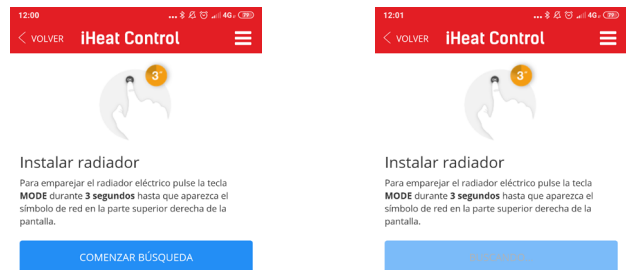 12:00
4G+
VOLVER iHeat Control
3"
Instalar radiador
Para emparejar el radiador eléctrico pulse la tecla
MODE durante 3 segundos hasta que aparezca el
símbolo de red en la parte superior derecha de la
pantalla.
COMENZAR BÚSQUEDA
12:01
4G+
VOLVER iHeat Control
3"
Instalar radiador
Para emparejar el radiador eléctrico pulse la tecla
MODE durante 3 segundos hasta que aparezca el
símbolo de red en la parte superior derecha de la
pantalla.